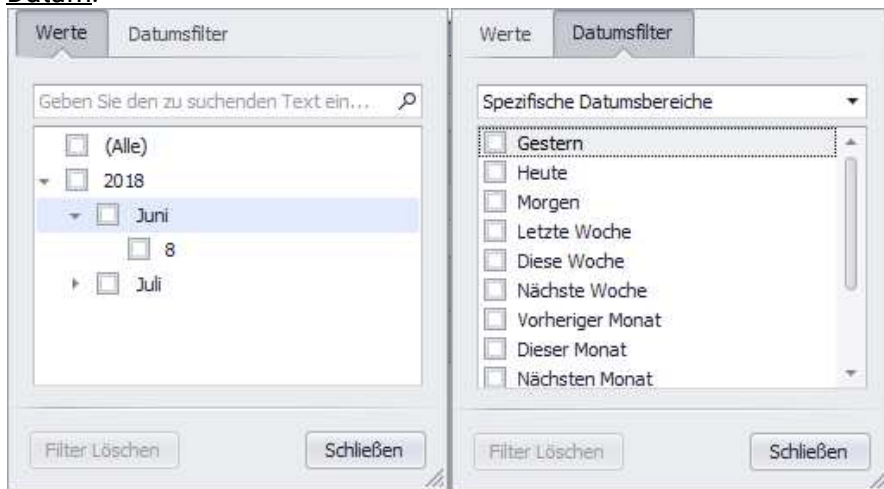 Datum:
Werte
Datumsfilter
Geben Sie den zu suchenden Text ein...
(Alle)
2018
Juni
8
Juli
Filter Löschen
Schließen
Werte
Datumsfilter
Spezifische Datumsbereiche
Gestern
Heute
Morgen
Letzte Woche
Diese Woche
Nächste Woche
Vorheriger Monat
Dieser Monat
Nächsten Monat
Filter Löschen
Schließen